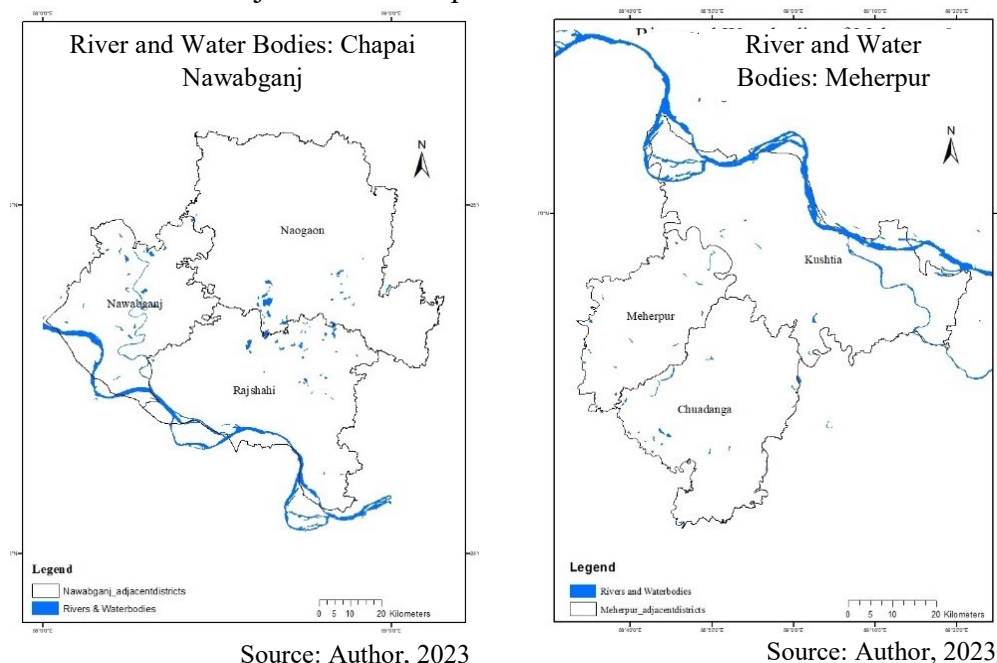 River and Water Bodies: Chapai
Nawabganj
N
Naogaon
Nawabganj
Rajshahi
Legend
Nawabganj_adjacentdistricts
Rivers & Waterbodies
0 5 10 20 Kilometers
Source: Author, 2023
River and Water
Bodies: Meherpur
N
Kushtia
Meherpur
Chuadanga
Legend
Rivers and Waterbodies
Meherpur_adjacentdistricts
0 5 10 20 Kilometers
Source: Author, 2023